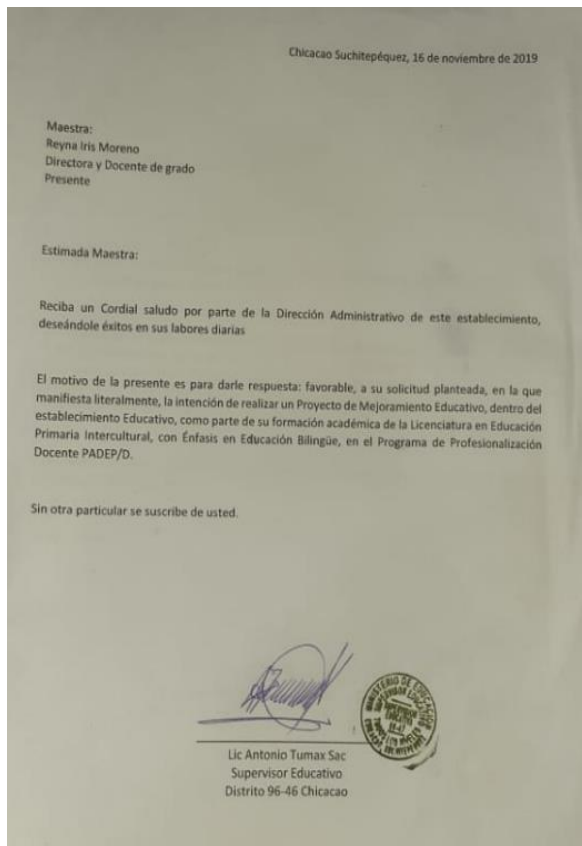 Chicacao Suchitepéquez, 16 de noviembre de 2019
Maestra:
Reyna Iris Moreno
Directora y Docente de grado
Presente
Estimada Maestra:
Reciba un Cordial saludo por parte de la Dirección Administrativo de este establecimiento,
deseándole éxitos en sus labores diarias
El motivo de la presente es para darle respuesta: favorable, a su solicitud planteada, en la que
manifiesta literalmente, la intención de realizar un Proyecto de Mejoramiento Educativo, dentro del
establecimiento Educativo, como parte de su formación académica de la Licenciatura en Educación
Primaria Intercultural, con Énfasis en Educación Bilingüe, en el Programa de Profesionalización
Docente PADEP/D.
Sin otra particular se suscribe de usted.
MINISTERIO DE EDUCACION
SUPERVISOR
Lic Antonio Tumax Sac
Supervisor Educativo
Distrito 96-46 Chicacao